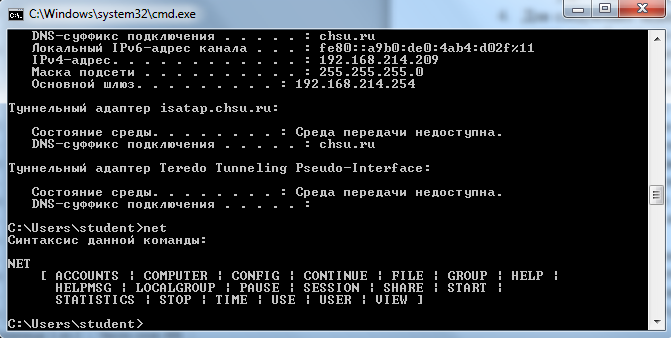 C:\Windows\system32\cmd.exe
DNS-суффикс подключения . . . . . : chsu.ru
Локальный IPv6-адрес канала . . . : fe80::a9b0:de0:4ab4:d02f%11
IPv4-адрес. . . . . . . . . . . . : 192.168.214.209
Маска подсети . . . . . . . . . . : 255.255.255.0
Основной шлюз. . . . . . . . . : 192.168.214.254
Туннельный адаптер isatap.chsu.ru:
Состояние среды. . . . . . . . : Среда передачи недоступна.
DNS-суффикс подключения . . . . . : chsu.ru
Туннельный адаптер Teredo Tunneling Pseudo-Interface:
Состояние среды. . . . . . . . : Среда передачи недоступна.
DNS-суффикс подключения . . . . . :
C:\Users\student>net
Синтаксис данной команды:
NET
[ ACCOUNTS ¦ COMPUTER ¦ CONFIG ¦ CONTINUE ¦ FILE ¦ GROUP ¦ HELP ¦
HELPMSG ¦ LOCALGROUP ¦ PAUSE ¦ SESSION ¦ SHARE ¦ START ¦
STATISTICS ¦ STOP ¦ TIME ¦ USE ¦ USER ¦ VIEW ]
C:\Users\student>